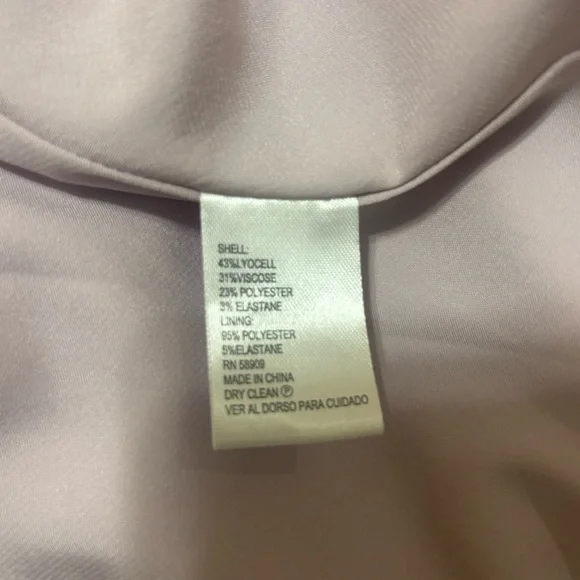 SHELL:
43%LYOCELL
31%VISCOSE
23% POLYESTER
3% ELASTANE
LINING:
95% POLYESTER
5%ELASTANE
RN 58909
MADE IN CHINA
DRY CLEAN Ⓟ
VER AL DORSO PARA CUIDADO